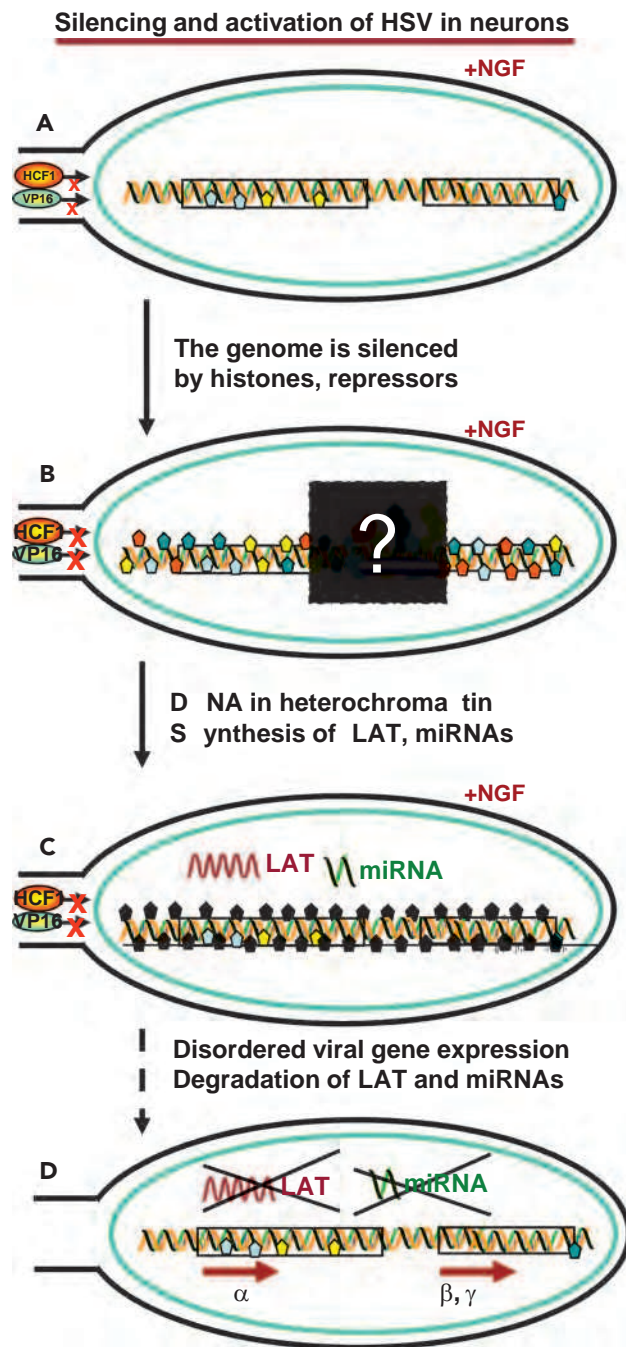 Silencing and activation of HSV in neurons
+NGF
A
HCF1
X
VP16
X
The genome is silenced
by histones, repressors
+NGF
B
HCF1
X
VP16
X
?
D NA in heterochroma tin
S ynthesis of LAT, miRNAs
+NGF
C
LAT
miRNA
HCF1
X
VP16
X
Disordered viral gene expression
Degradation of LAT and miRNAs
D
LAT
miRNA
α
β, γ